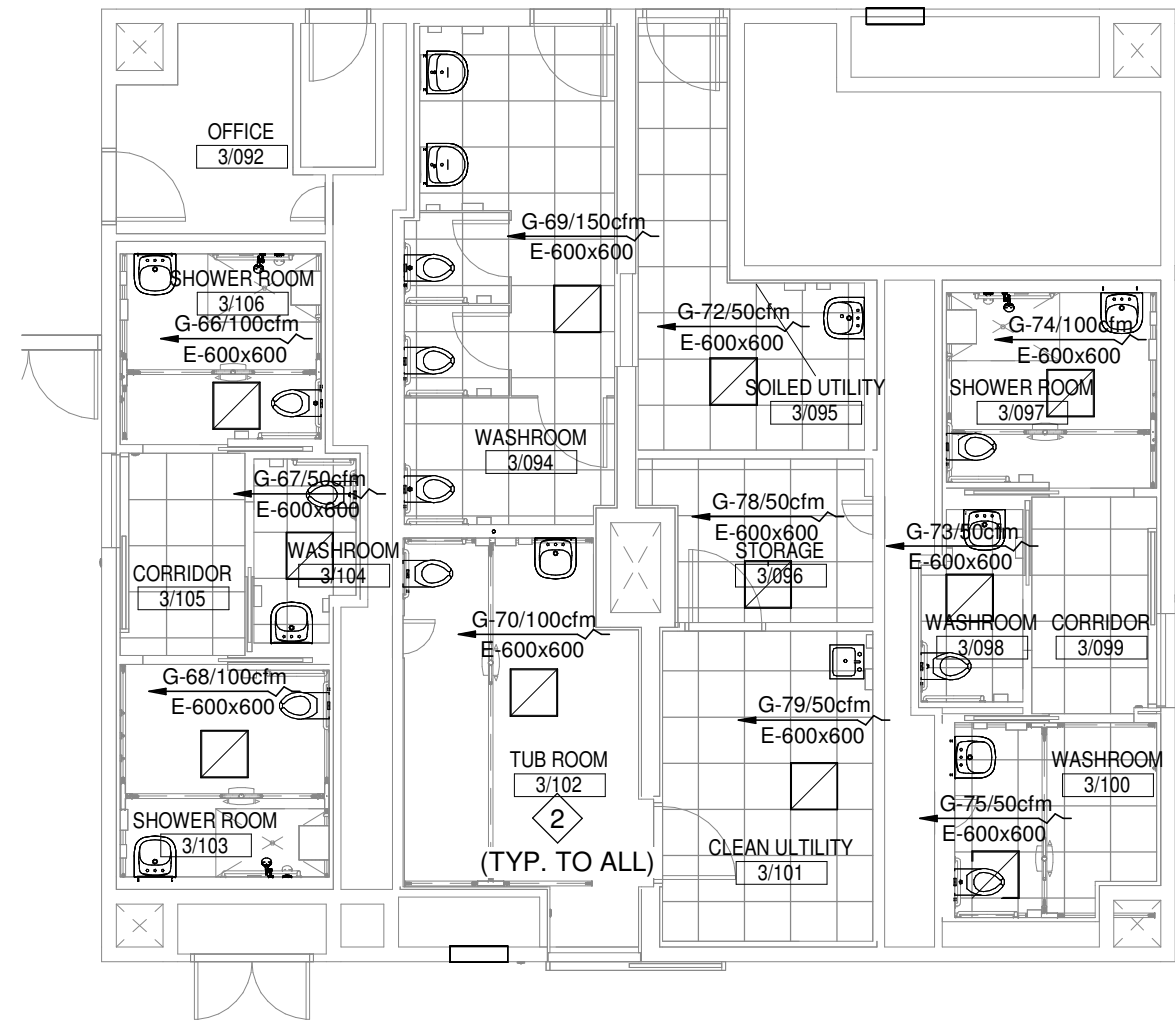 OFFICE
3/092
G-69/150cfm
E-600x600
SHOWER ROOM
3/106
G-66/100cfm
E-600x600
G-72/50cfm
E-600x600
G-74/100cfm
E-600x600
SOILED UTILITY
3/095
SHOWER ROOM
3/097
WASHROOM
3/094
G-67/50cfm
E-600x600
G-78/50cfm
E-600x600
G-73/50cfm
E-600x600
WASHROOM
3/104
STORAGE
3/096
CORRIDOR
3/105
G-70/100cfm
E-600x600
WASHROOM
3/098
CORRIDOR
3/099
G-68/100cfm
E-600x600
G-79/50cfm
E-600x600
TUB ROOM
3/102
2
(TYP. TO ALL)
WASHROOM
3/100
SHOWER ROOM
3/103
G-75/50cfm
E-600x600
CLEAN ULTILITY
3/101